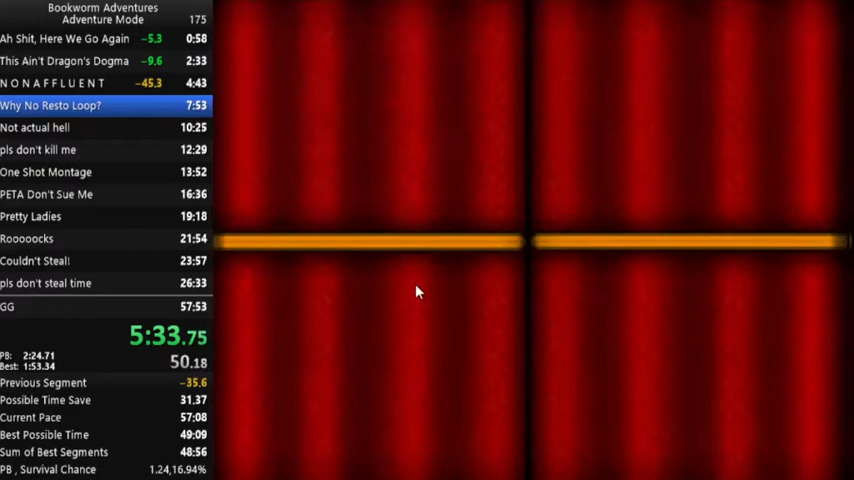 Bookworm Adventures
Adventure Mode 175
Ah Shit, Here We Go Again -5.3 0:58
This Ain't Dragon's Dogma -9.6 2:33
N O N A F F L U E N T -45.3 4:43
Why No Resto Loop? 7:53
Not actual hell 10:25
pls don't kill me 12:29
One Shot Montage 13:52
PETA Don't Sue Me 16:36
Pretty Ladies 19:18
Rooooocks 21:54
Couldn't Steal! 23:57
pls don't steal time 26:33
GG 57:53
5:33.75
PB: 2:24.71
Best: 1:53.34
50.18
Previous Segment -35.6
Possible Time Save 31.37
Current Pace 57:08
Best Possible Time 49:09
Sum of Best Segments 48:56
PB , Survival Chance 1.24,16.94%